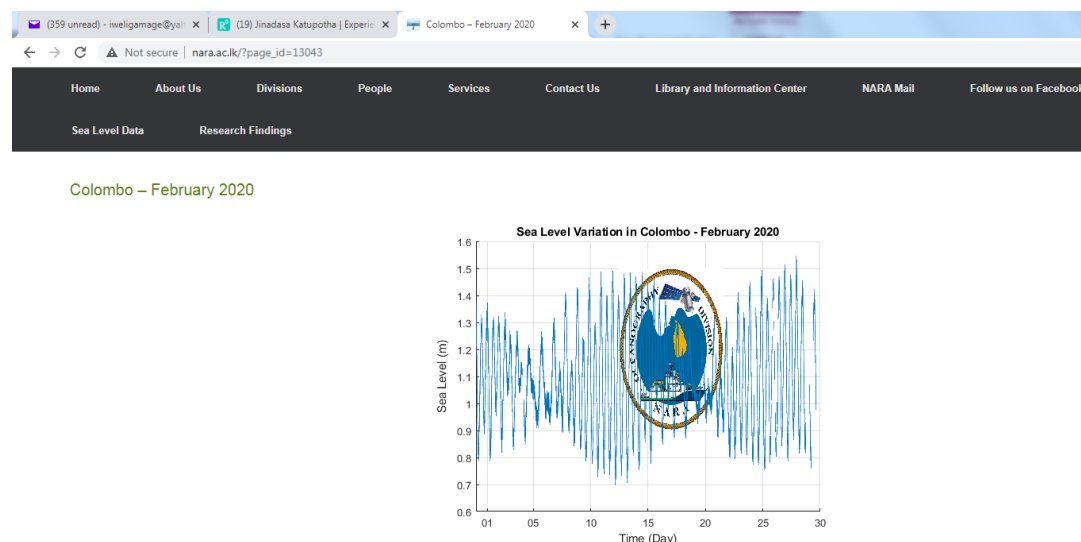 (359 unread) - iweligamage@yah
(19) Jinadasa Katupotha | Experie
Colombo – February 2020
Not secure | nara.ac.lk/?page_id=13043
Home About Us Divisions People Services Contact Us Library and Information Center NARA Mail Follow us on Facebook
Sea Level Data Research Findings
Colombo – February 2020
Sea Level Variation in Colombo - February 2020
1.6
1.5
1.4
1.3
1.2
1.1
1
0.9
0.8
0.7
0.6
Sea Level (m)
OCEANOGRAPHY DIVISION
NARA
01 05 10 15 20 25 30
Time (Day)